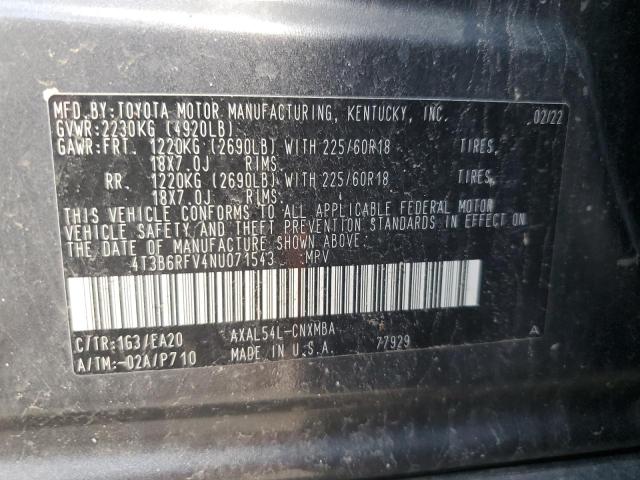 MFD.BY:TOYOTA MOTOR MANUFACTURING, KENTUCKY, INC. 02/22
GVWR:2230KG (4920LB)
GAWR:FRT. 1220KG (2690LB) WITH 225/60R18 TIRES,
18X7.0J RIMS,
RR. 1220KG (2690LB) WITH 225/60R18 TIRES,
18X7.0J RIMS.
THIS VEHICLE CONFORMS TO ALL APPLICABLE FEDERAL MOTOR
VEHICLE SAFETY AND THEFT PREVENTION STANDARDS IN EFFECT ON
THE DATE OF MANUFACTURE SHOWN ABOVE.
4T3B6RFV4NU071543 MPV
C/TR:1G3/EA20 AXAL54L-CNXMBA A
A/TM:-02A/P710 MADE IN U.S.A. 77929